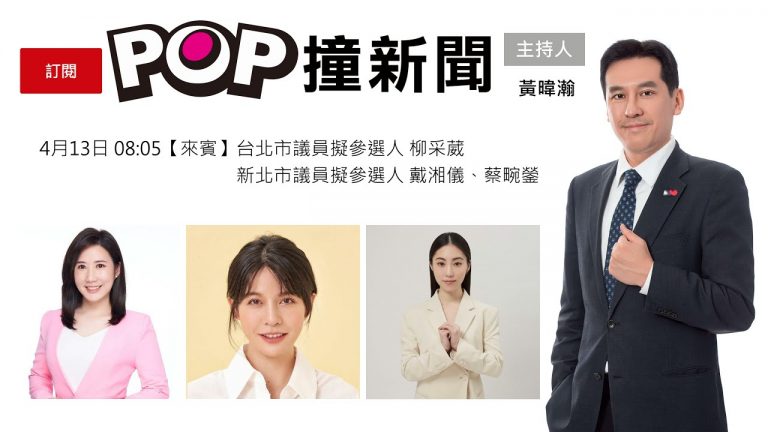 訂閱
POP撞新聞
主持人
黃暐瀚
4月13日 08:05【來賓】台北市議員擬參選人 柳采葳
新北市議員擬參選人 戴湘儀、蔡畹鎣